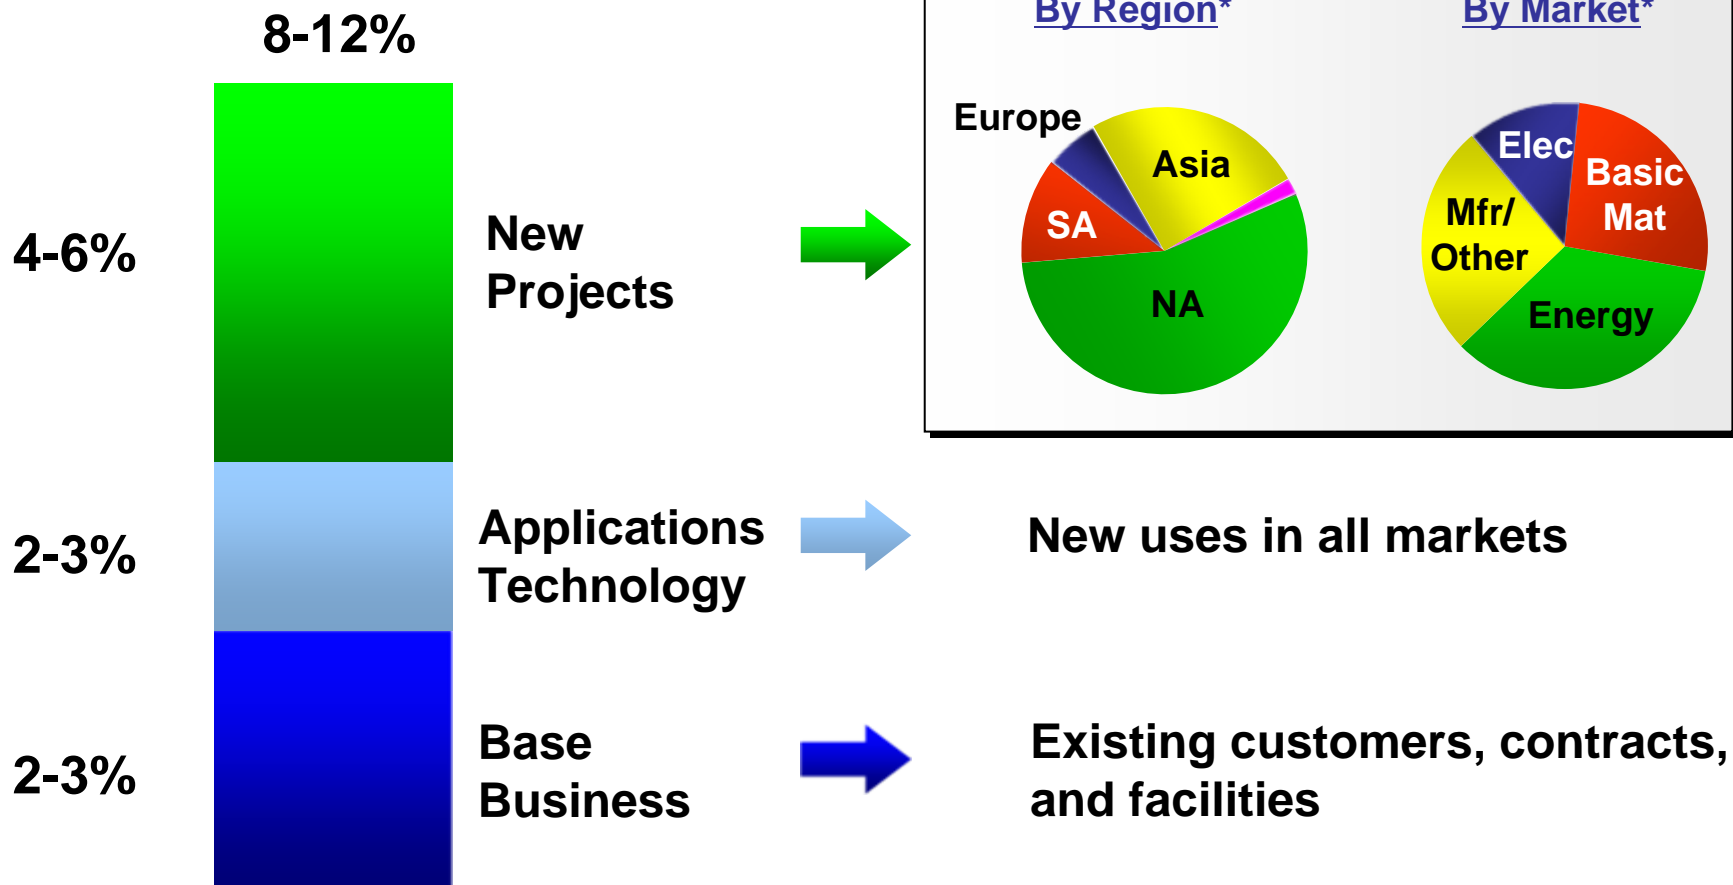 8-12%
By Region*
By Market*
Europe
Asia
SA
NA
Elec
Basic
Mat
Mfr/
Other
Energy
4-6%
New
Projects
2-3%
Applications
Technology
New uses in all markets
2-3%
Base
Business
Existing customers, contracts,
and facilities